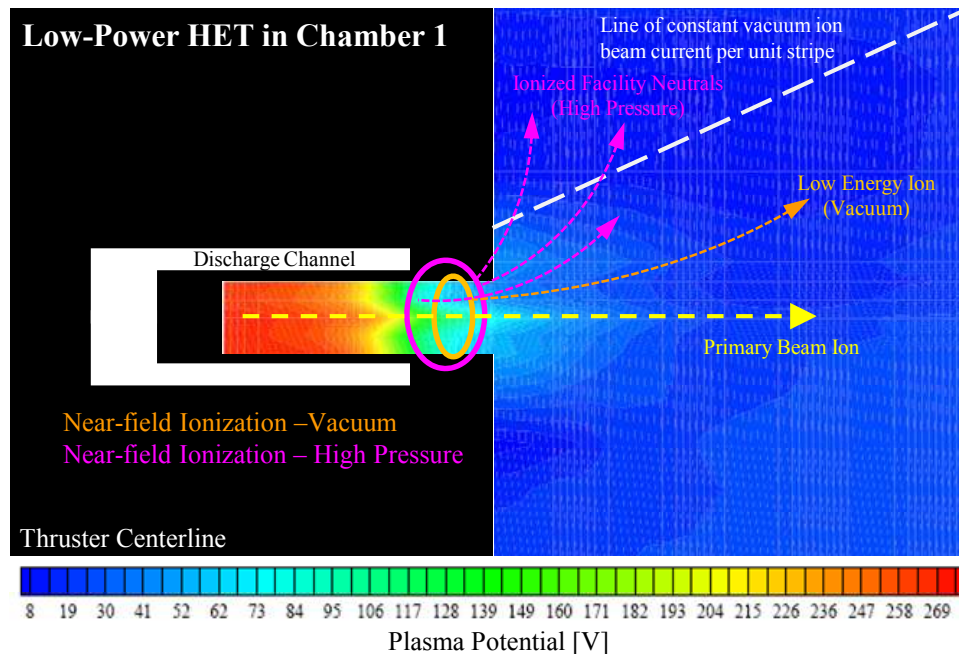 Low-Power HET in Chamber 1
Line of constant vacuum ion
beam current per unit stripe
Ionized Facility Neutrals
(High Pressure)
Low Energy Ion
(Vacuum)
Discharge Channel
Primary Beam Ion
Near-field Ionization –Vacuum
Near-field Ionization – High Pressure
Thruster Centerline
8 19 30 41 52 62 73 84 95 106 117 128 139 149 161 171 182 193 204 215 226 236 247 258 269
Plasma Potential [V]